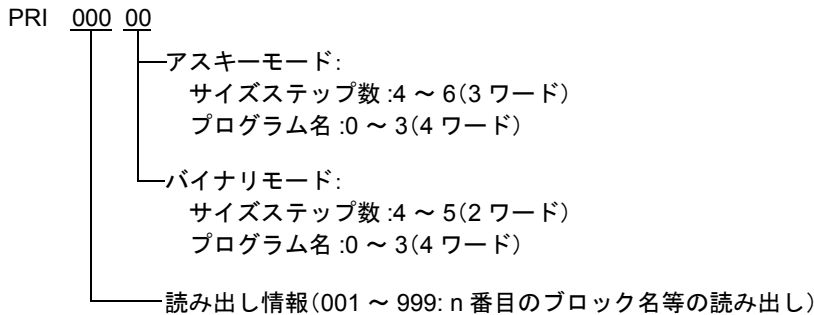 PRI 000 00
アスキーモード:
サイズステップ数 :4 ～ 6(3 ワード)
プログラム名 :0 ～ 3(4 ワード)
バイナリモード:
サイズステップ数 :4 ～ 5(2 ワード)
プログラム名 :0 ～ 3(4 ワード)
読み出し情報(001 ～ 999: n 番目のブロック名等の読み出し)